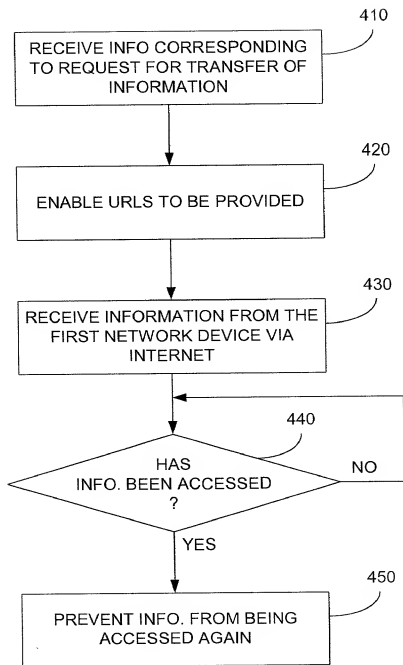 410
RECEIVE INFO CORRESPONDING
TO REQUEST FOR TRANSFER OF
INFORMATION
420
ENABLE URLS TO BE PROVIDED
430
RECEIVE INFORMATION FROM THE
FIRST NETWORK DEVICE VIA
INTERNET
440
HAS
INFO. BEEN ACCESSED
?
NO
YES
450
PREVENT INFO. FROM BEING
ACCESSED AGAIN